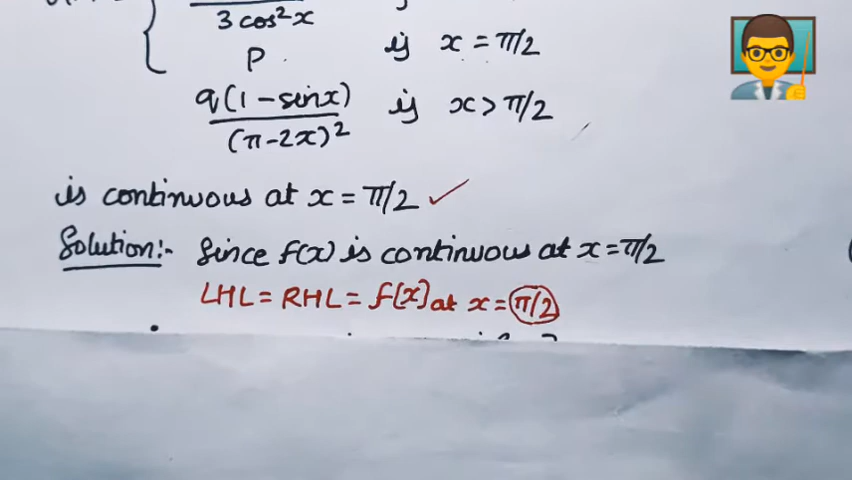 3 cos²x
P if x = π/2
q(1-sinx) if x > π/2
(π-2x)²
is continuous at x = π/2
Solution:- Since f(x) is continuous at x = π/2
LHL = RHL = f(x) at x = π/2